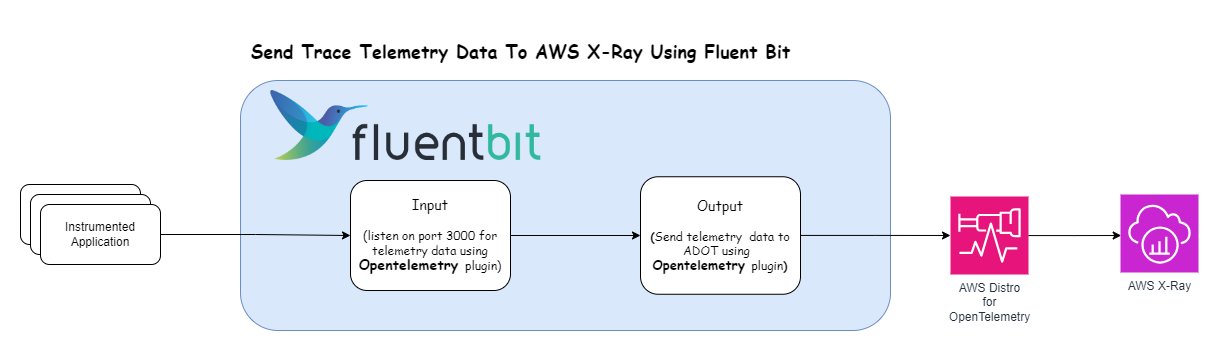 Send Trace Telemetry Data To AWS X-Ray Using Fluent Bit
fluentbit
Instrumented
Application
Input
(listen on port 3000 for
telemetry data using
Opentelemetry plugin)
Output
(Send telemetry data to
ADOT using
Opentelemetry plugin)
AWS Distro
for
OpenTelemetry
AWS X-Ray